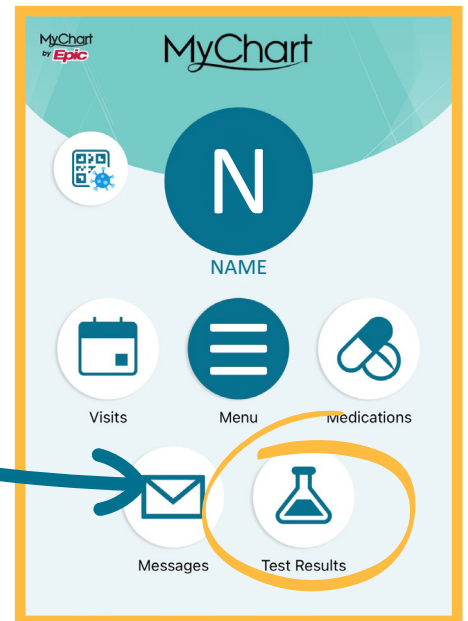 MyChart
by Epic
MyChart
N
NAME
Visits
Menu
Medications
Messages
Test Results